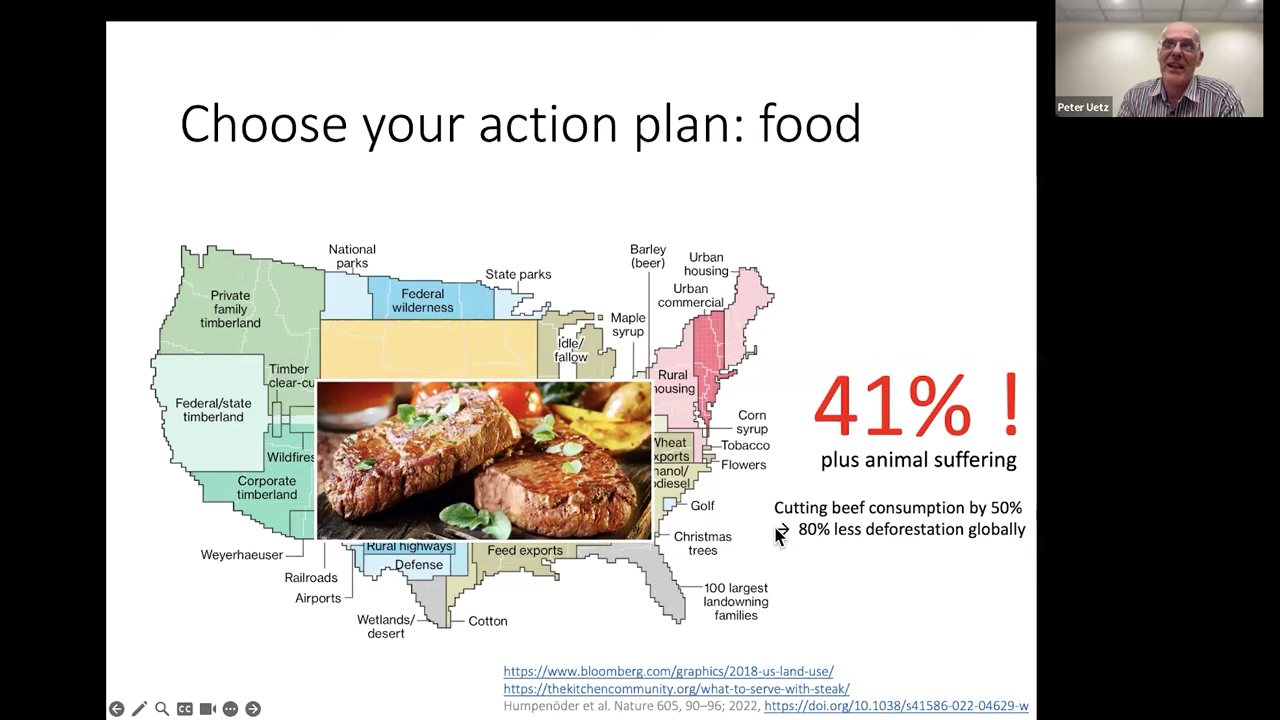 Peter Uetz
Choose your action plan: food
National
parks
Barley
(beer)
Urban
housing
State parks
Private
family
timberland
Federal
wilderness
Urban
commercial
Maple
syrup
Idle/
fallow
Timber
clear-cu
Rural
housing
Federal/state
timberland
41% !
Corn
syrup
Wheat
xports
Tobacco
plus animal suffering
Wildfires
Flowers
hanol/
odiesel
Corporate
timberland
Golf
Cutting beef consumption by 50%
→ 80% less deforestation globally
Christmas
trees
Weyerhaeuser
Rural highways
Feed exports
Defense
Railroads
Airports
100 largest
landowning
families
Wetlands/
desert
Cotton
https://www.bloomberg.com/graphics/2018-us-land-use/
https://thekitchencommunity.org/what-to-serve-with-steak/
Humpenöder et al. Nature 605, 90–96; 2022, https://doi.org/10.1038/s41586-022-04629-w
CC